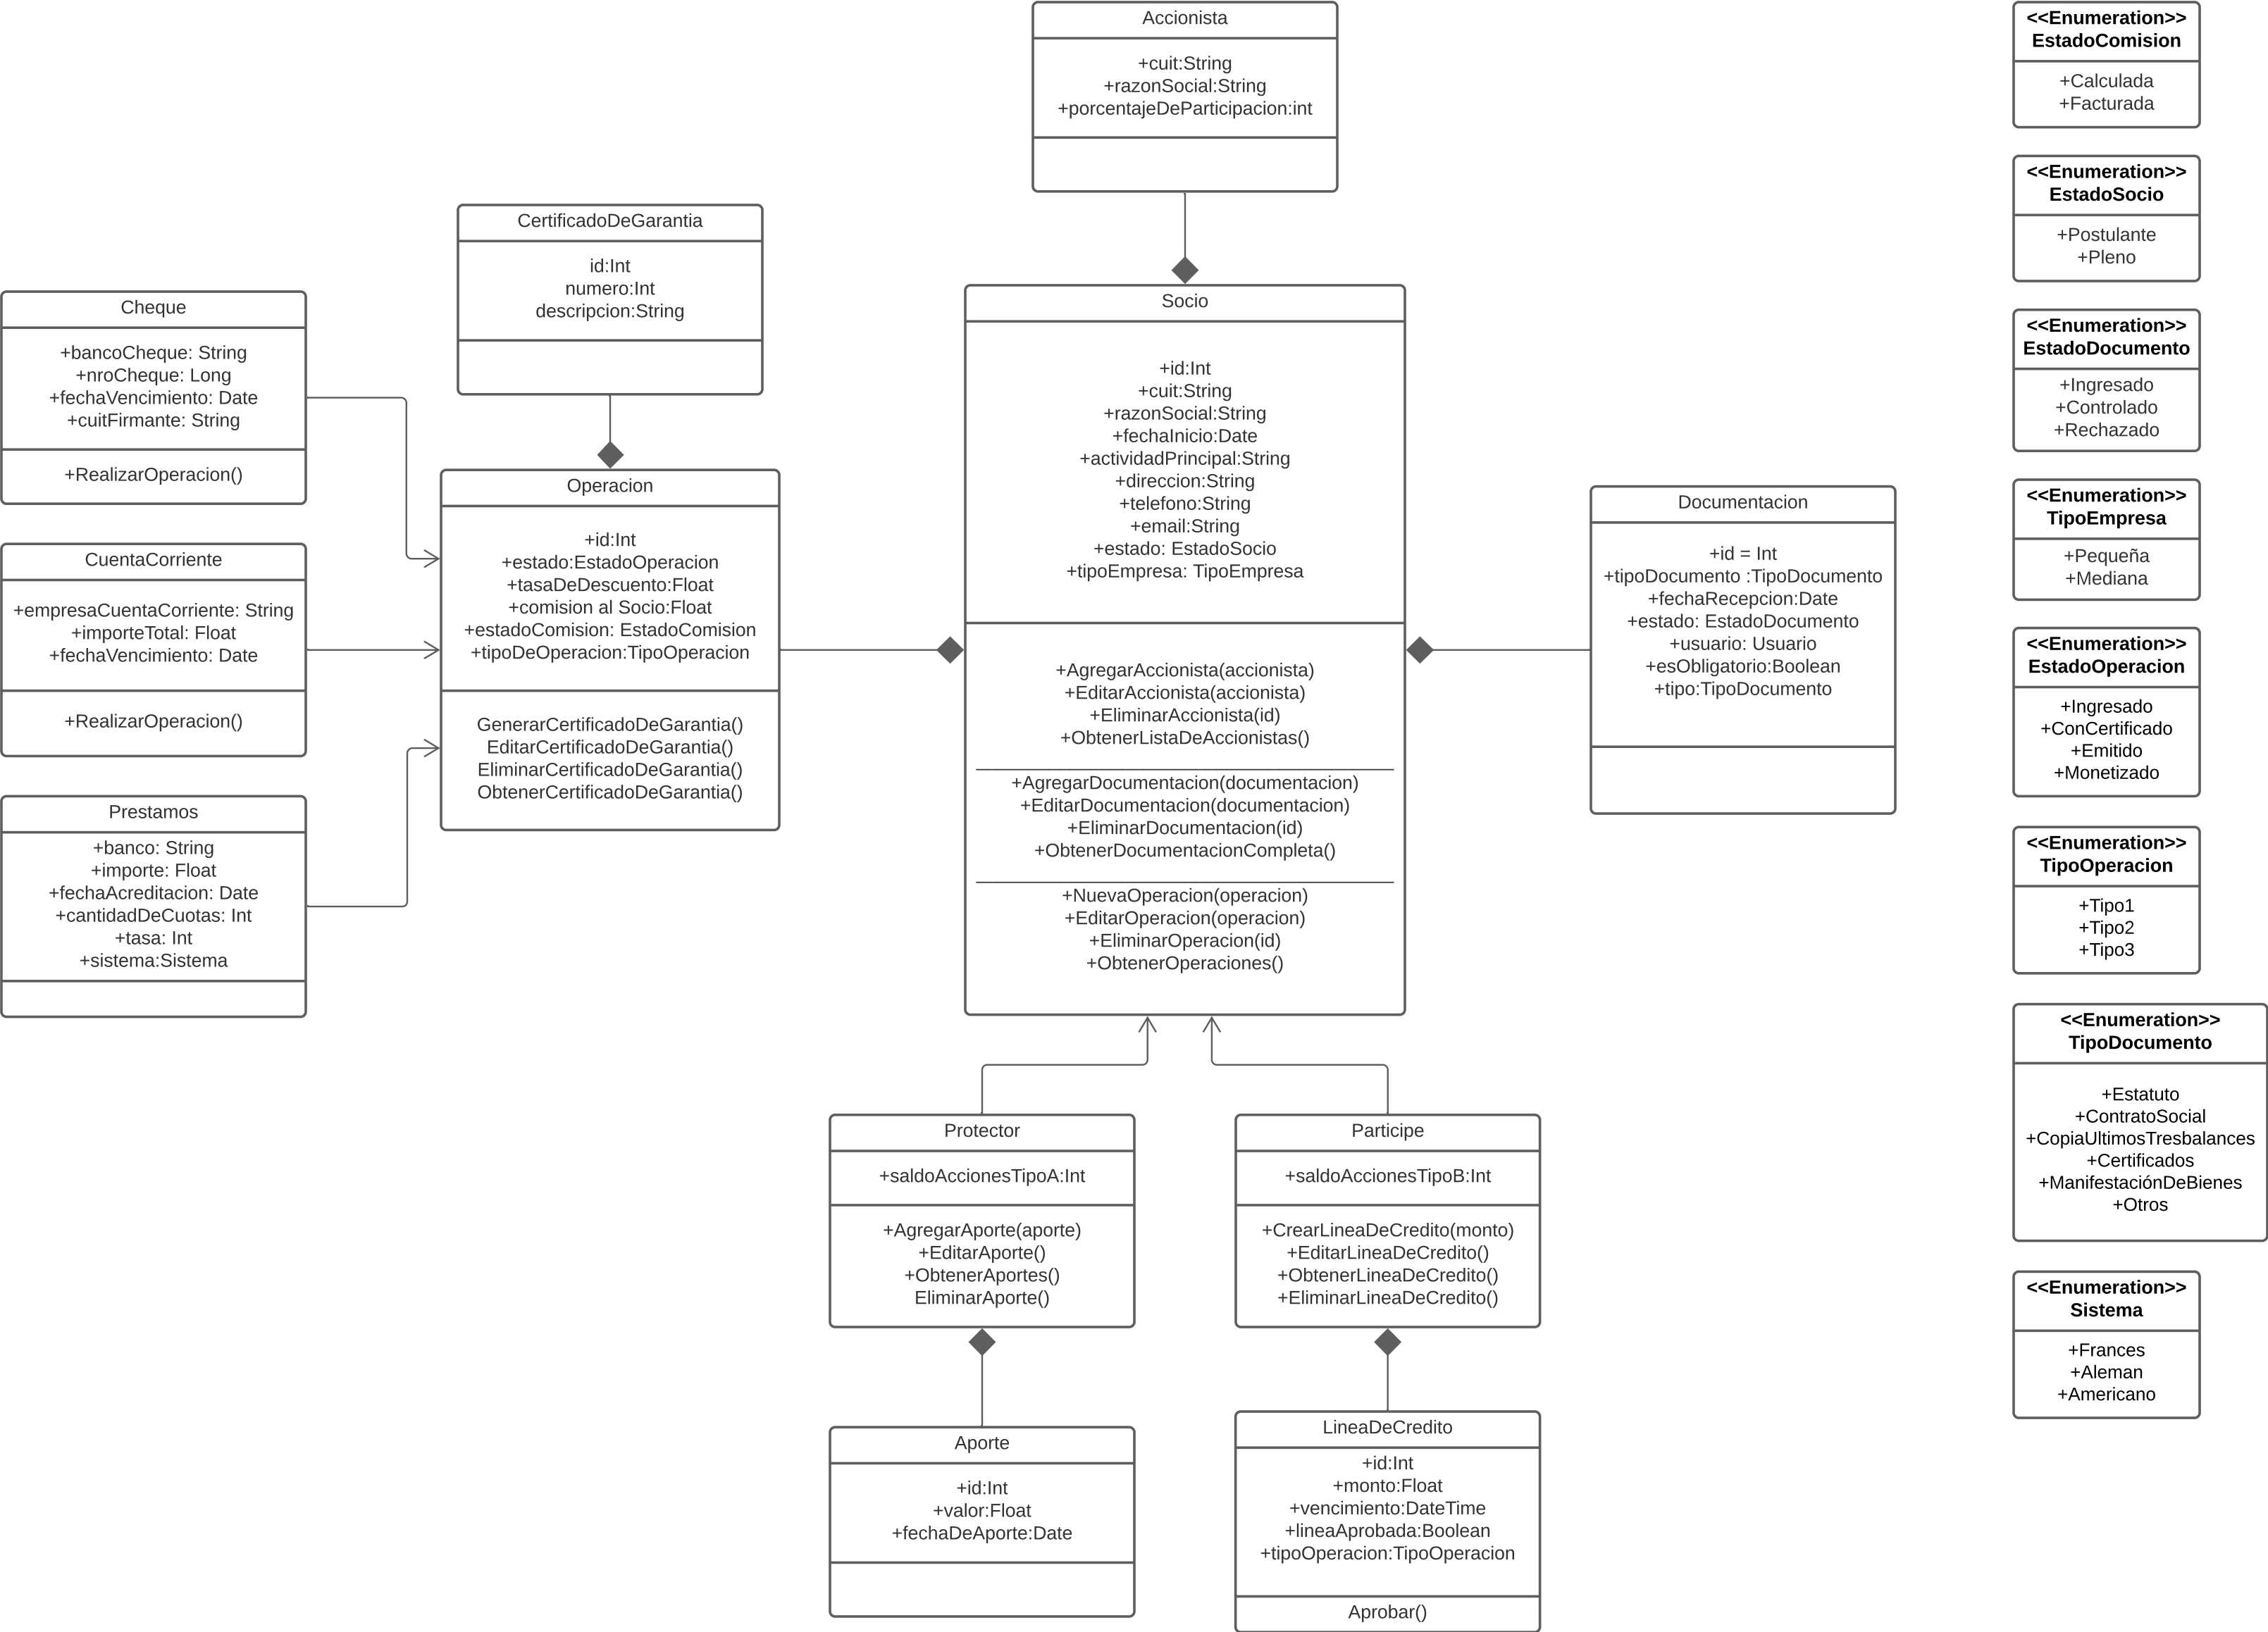 Accionista
+cuit:String
+razonSocial:String
+porcentajeDeParticipacion:int
CertificadoDeGarantia
id:Int
numero:Int
descripcion:String
Cheque
+bancoCheque: String
+nroCheque: Long
+fechaVencimiento: Date
+cuitFirmante: String
+RealizarOperacion()
CuentaCorriente
+empresaCuentaCorriente: String
+importeTotal: Float
+fechaVencimiento: Date
+RealizarOperacion()
Prestamos
+banco: String
+importe: Float
+fechaAcreditacion: Date
+cantidadDeCuotas: Int
+tasa: Int
+sistema:Sistema
Operacion
+id:Int
+estado:EstadoOperacion
+tasaDeDescuento:Float
+comision al Socio:Float
+estadoComision: EstadoComision
+tipoDeOperacion:TipoOperacion
GenerarCertificadoDeGarantia()
EditarCertificadoDeGarantia()
EliminarCertificadoDeGarantia()
ObtenerCertificadoDeGarantia()
Socio
+id:Int
+cuit:String
+razonSocial:String
+fechaInicio:Date
+actividadPrincipal:String
+direccion:String
+telefono:String
+email:String
+estado: EstadoSocio
+tipoEmpresa: TipoEmpresa
+AgregarAccionista(accionista)
+EditarAccionista(accionista)
+EliminarAccionista(id)
+ObtenerListaDeAccionistas()
+AgregarDocumentacion(documentacion)
+EditarDocumentacion(documentacion)
+EliminarDocumentacion(id)
+ObtenerDocumentacionCompleta()
+NuevaOperacion(operacion)
+EditarOperacion(operacion)
+EliminarOperacion(id)
+ObtenerOperaciones()
Documentacion
+id = Int
+tipoDocumento :TipoDocumento
+fechaRecepcion:Date
+estado: EstadoDocumento
+usuario: Usuario
+esObligatorio:Boolean
+tipo:TipoDocumento
Protector
+saldoAccionesTipoA:Int
+AgregarAporte(aporte)
+EditarAporte()
+ObtenerAportes()
EliminarAporte()
Participe
+saldoAccionesTipoB:Int
+CrearLineaDeCredito(monto)
+EditarLineaDeCredito()
+ObtenerLineaDeCredito()
+EliminarLineaDeCredito()
Aporte
+id:Int
+valor:Float
+fechaDeAporte:Date
LineaDeCredito
+id:Int
+monto:Float
+vencimiento:DateTime
+lineaAprobada:Boolean
+tipoOperacion:TipoOperacion
Aprobar()
<<Enumeration>>
EstadoComision
+Calculada
+Facturada
<<Enumeration>>
EstadoSocio
+Postulante
+Pleno
<<Enumeration>>
EstadoDocumento
+Ingresado
+Controlado
+Rechazado
<<Enumeration>>
TipoEmpresa
+Pequeña
+Mediana
<<Enumeration>>
EstadoOperacion
+Ingresado
+ConCertificado
+Emitido
+Monetizado
<<Enumeration>>
TipoOperacion
+Tipo1
+Tipo2
+Tipo3
<<Enumeration>>
TipoDocumento
+Estatuto
+ContratoSocial
+CopiaUltimosTresbalances
+Certificados
+ManifestaciónDeBienes
+Otros
<<Enumeration>>
Sistema
+Frances
+Aleman
+Americano